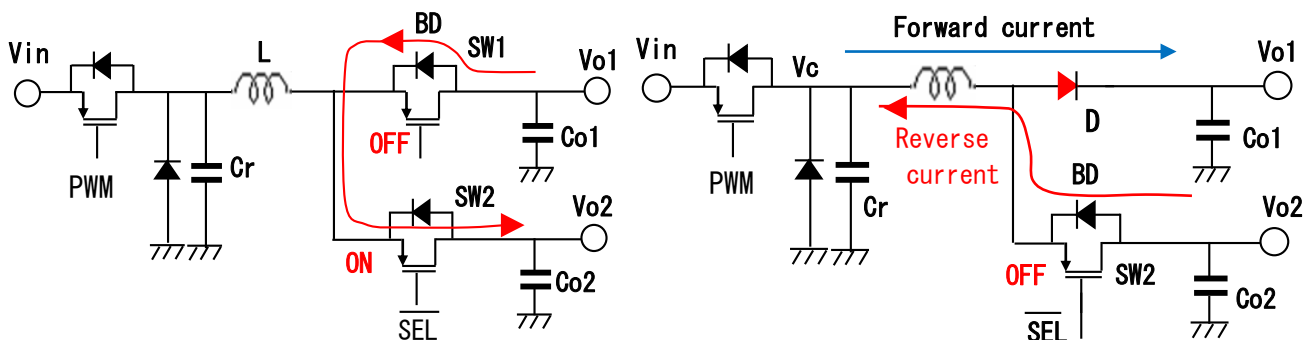 BD
SW1
Vin
L
Vo1
OFF
Co1
PWM
Cr
SW2
Vo2
ON
Co2
SEL
Forward current
Vin
Vc
Vo1
D
Co1
Reverse
current
PWM
Cr
BD
Vo2
OFF
SW2
Co2
SEL